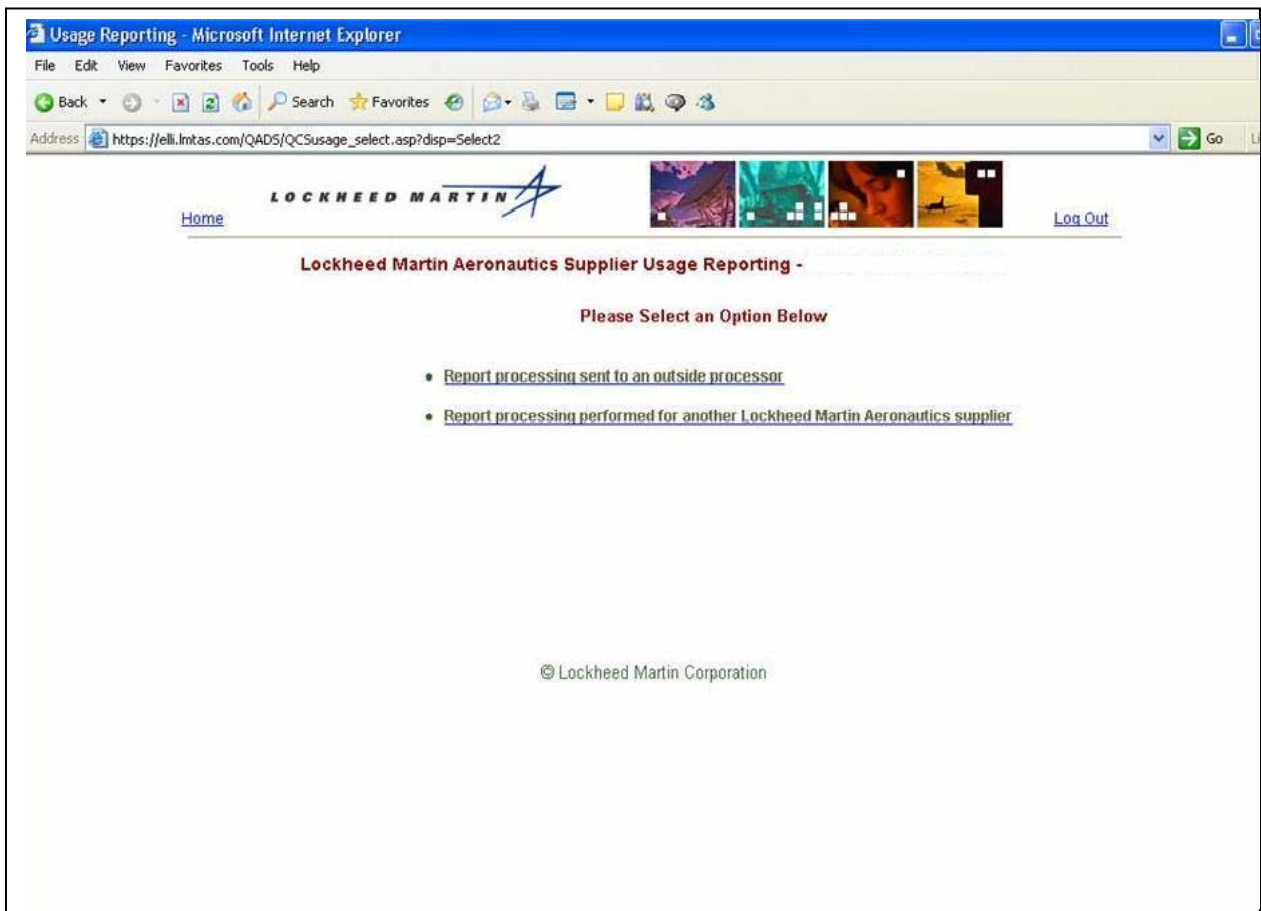 Usage Reporting - Microsoft Internet Explorer
File Edit View Favorites Tools Help
Back Search Favorites
Address https://elli.lmtas.com/QADS/QCSusage_select.asp?disp=Select2 Go
LOCKHEED MARTIN
Home Log Out
Lockheed Martin Aeronautics Supplier Usage Reporting -
Please Select an Option Below
• Report processing sent to an outside processor
• Report processing performed for another Lockheed Martin Aeronautics supplier
© Lockheed Martin Corporation